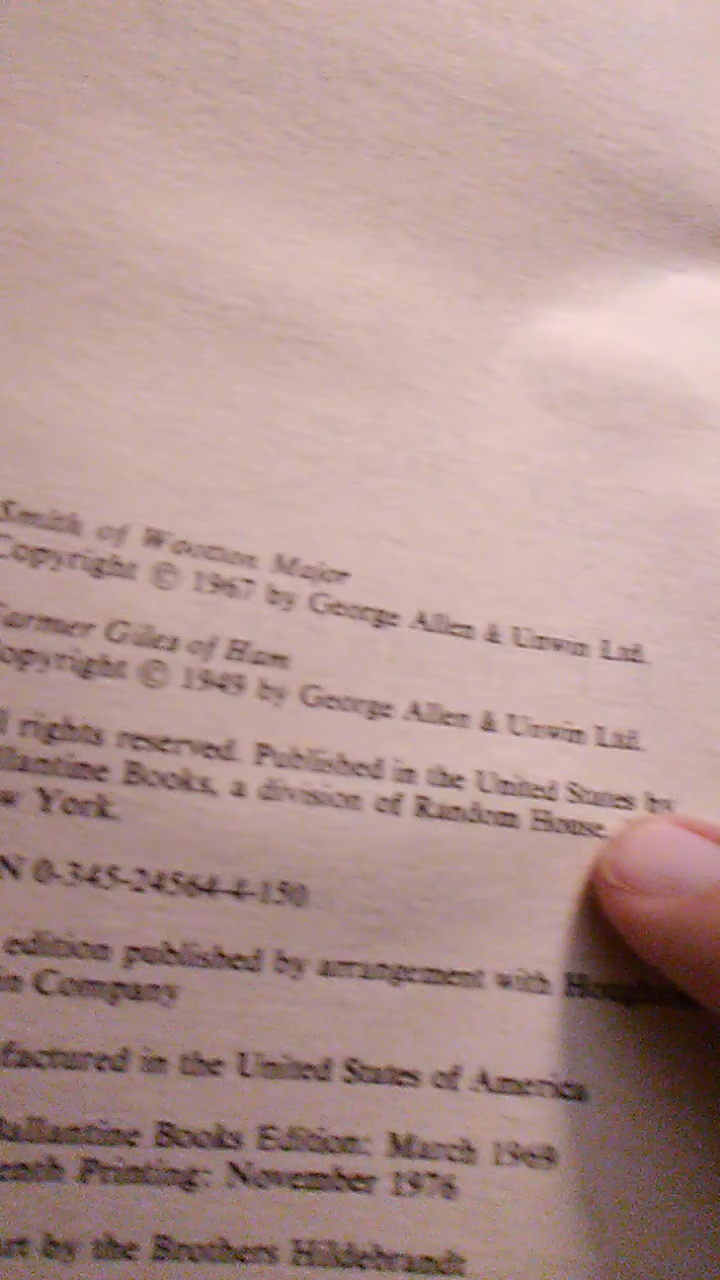 Smith of Wootton Major
Copyright © 1967 by George Allen & Unwin Ltd.
Farmer Giles of Ham
Copyright © 1949 by George Allen & Unwin Ltd.
ll rights reserved. Published in the United States by
llantine Books, a division of Random House,
w York.
N 0-345-24564-4-150
edition published by arrangement with
in Company
factured in the United States of America
Ballantine Books Edition: March 1969
enth Printing: November 1976
Art by the Brothers Hildebrandt